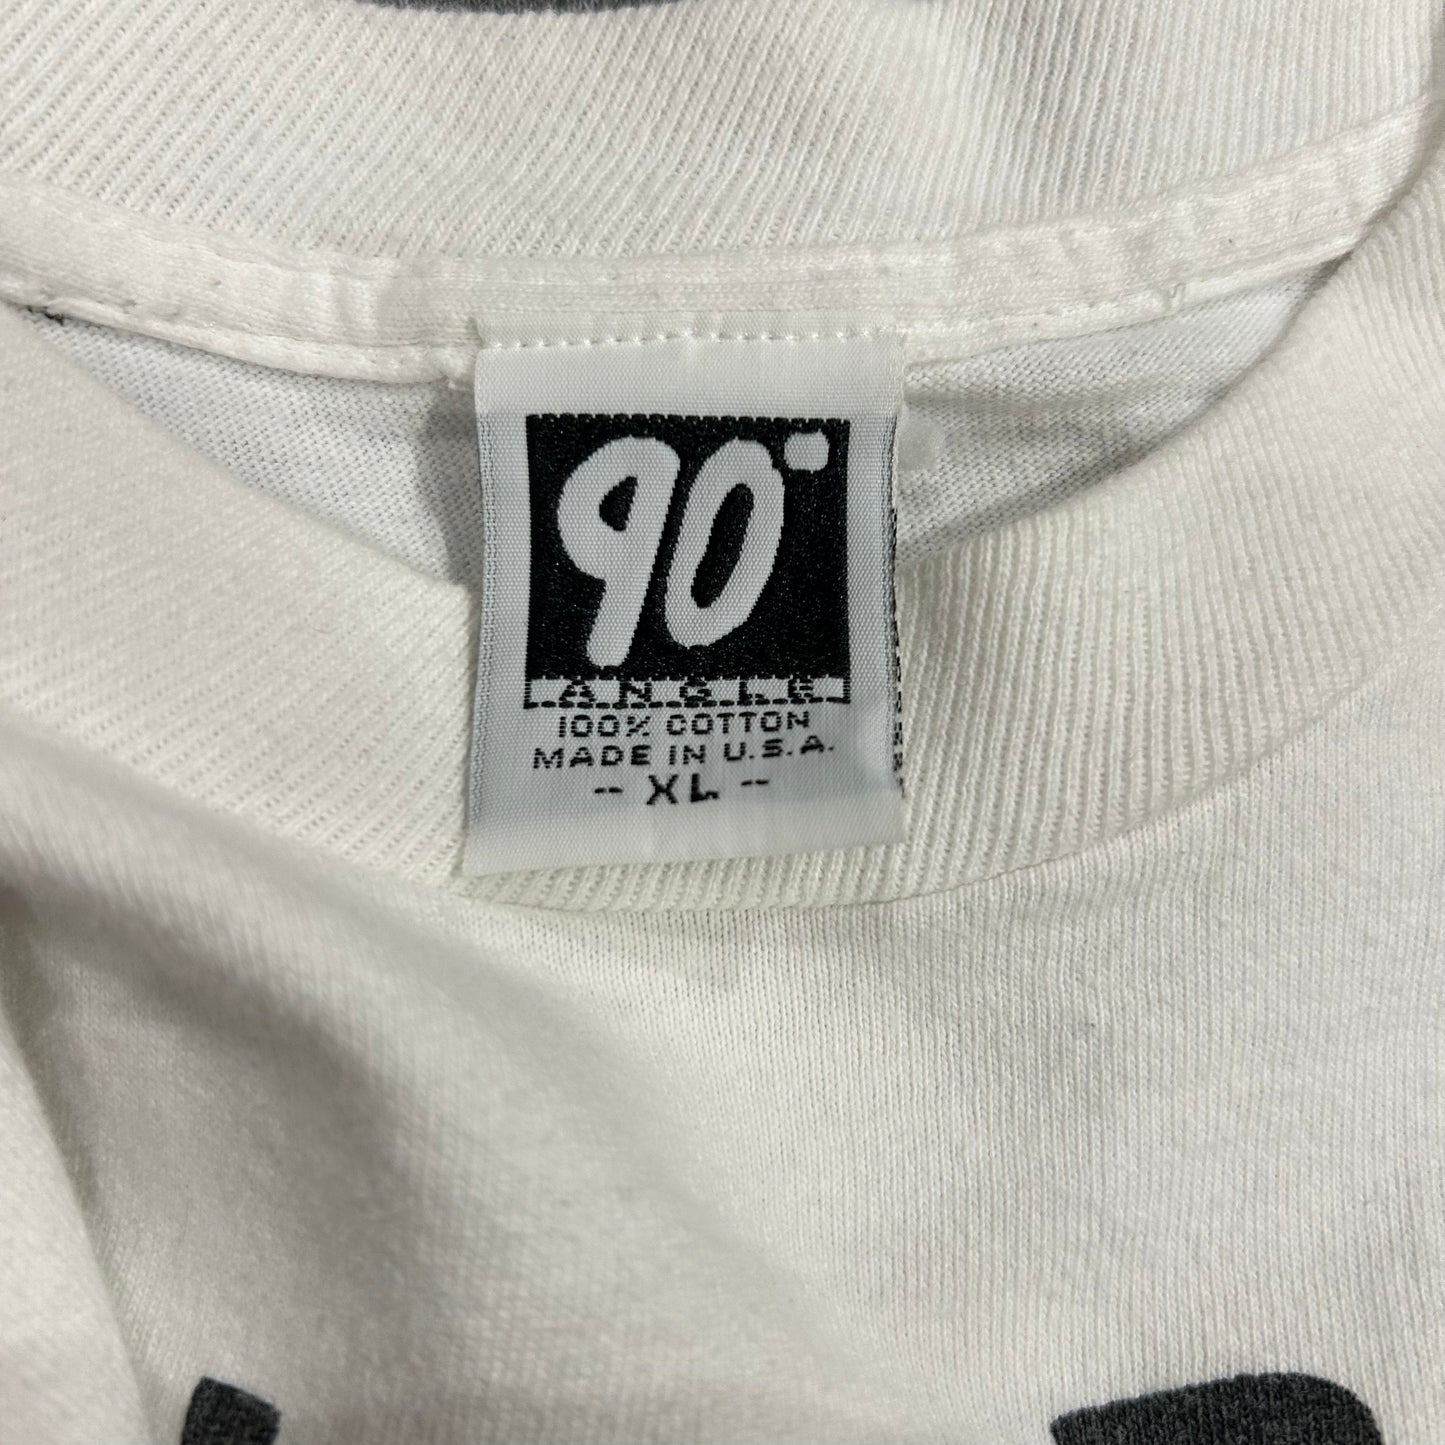 90°
ANGLE
100% COTTON
MADE IN U.S.A.
-- XL --